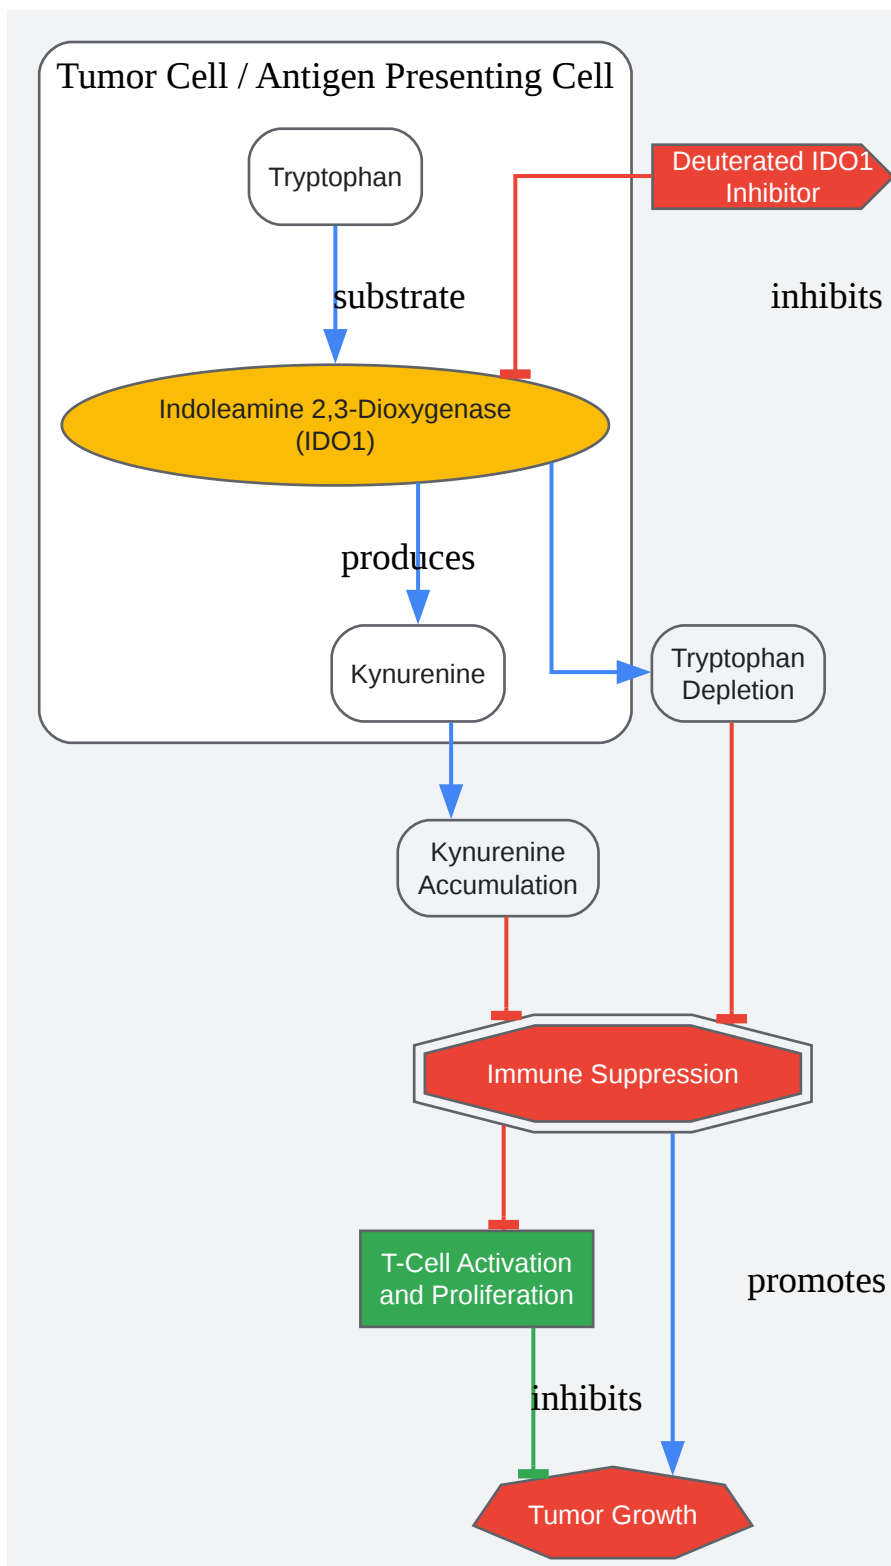 Tumor Cell / Antigen Presenting Cell
Tryptophan
Deuterated IDO1
Inhibitor
substrate
inhibits
Indoleamine 2,3-Dioxygenase
(IDO1)
produces
Kynurenine
Tryptophan
Depletion
Kynurenine
Accumulation
Immune Suppression
T-Cell Activation
and Proliferation
promotes
inhibits
Tumor Growth